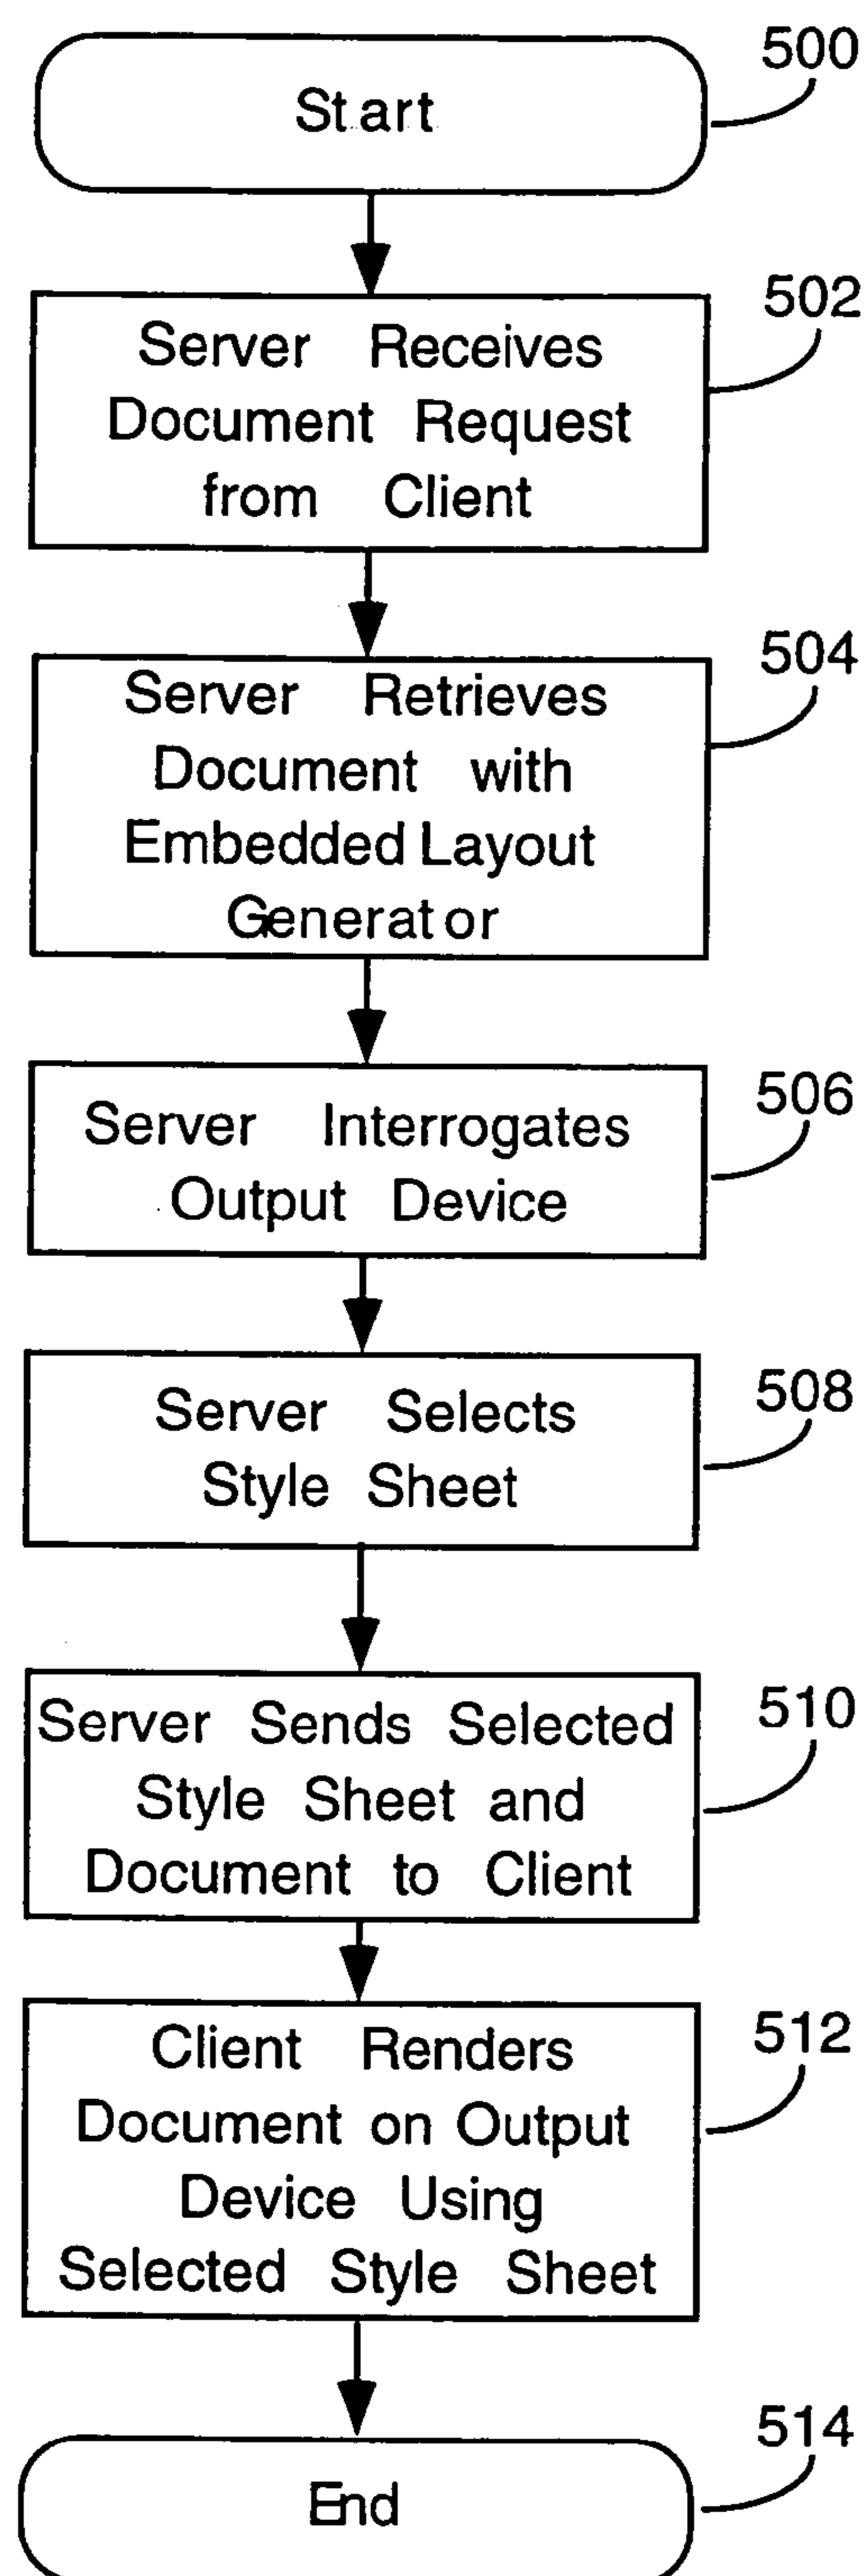 500
Start
502
Server Receives
Document Request
from Client
504
Server Retrieves
Document with
Embedded Layout
Generator
506
Server Interrogates
Output Device
508
Server Selects
Style Sheet
510
Server Sends Selected
Style Sheet and
Document to Client
512
Client Renders
Document on Output
Device Using
Selected Style Sheet
514
End